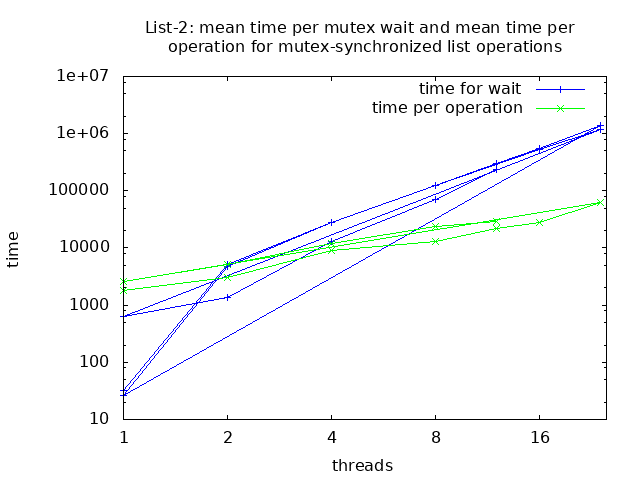 List-2: mean time per mutex wait and mean time per
operation for mutex-synchronized list operations
1e+07
time for wait
time per operation
1e+06
100000
10000
time
1000
100
10
1 2 4 8 16
threads